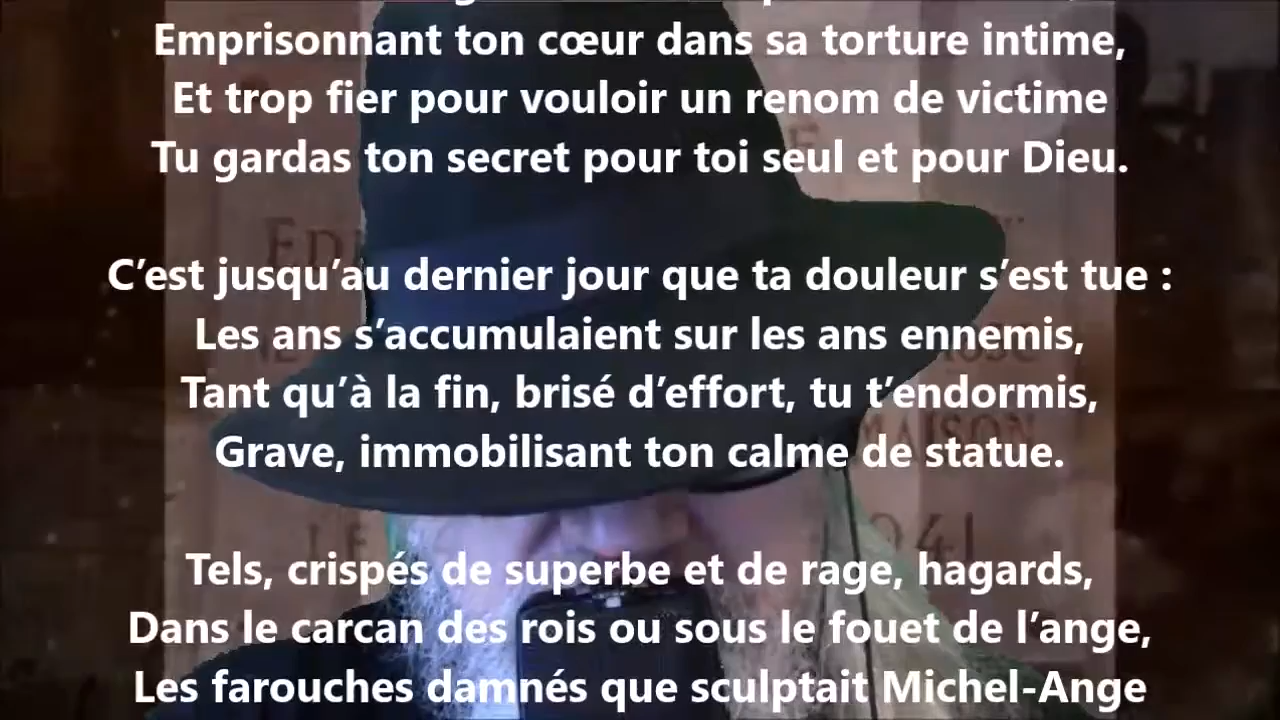 Emprisonnant ton cœur dans sa torture intime,
Et trop fier pour vouloir un renom de victime
Tu gardas ton secret pour toi seul et pour Dieu.
C’est jusqu’au dernier jour que ta douleur s’est tue :
Les ans s’accumulaient sur les ans ennemis,
Tant qu’à la fin, brisé d’effort, tu t’endormis,
Grave, immobilisant ton calme de statue.
Tels, crispés de superbe et de rage, hagards,
Dans le carcan des rois ou sous le fouet de l’ange,
Les farouches damnés que sculptait Michel-Ange
MAISON
LE